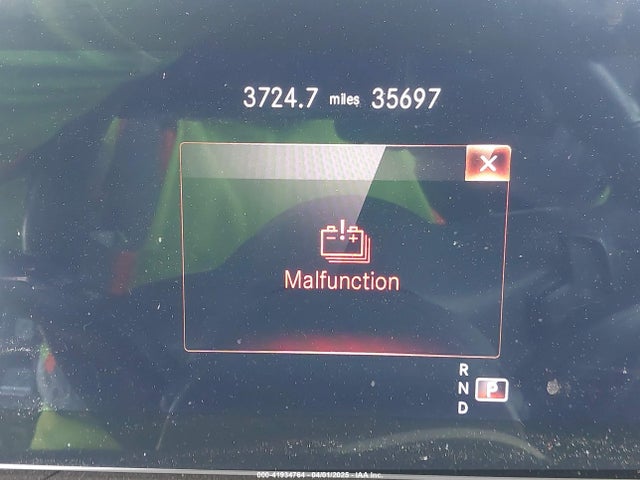 3724.7 miles 35697
Malfunction
R
N P
D
000-41934764 - 04/01/2025 - IAA Inc.